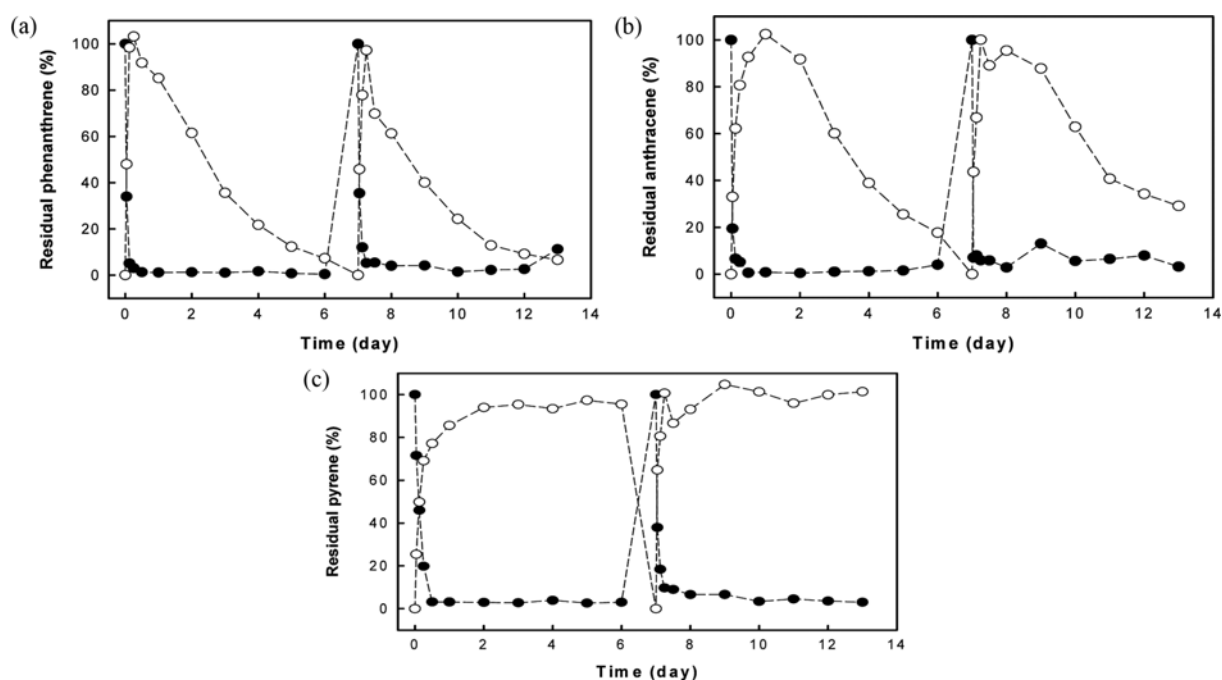 (a)
Residual phenanthrene (%)
100
80
60
40
20
0
0 2 4 6 8 10 12 14
Time (day)
(b)
Residual anthracene (%)
100
80
60
40
20
0
0 2 4 6 8 10 12 14
Time (day)
(c)
Residual pyrene (%)
100
80
60
40
20
0
0 2 4 6 8 10 12 14
Time (day)